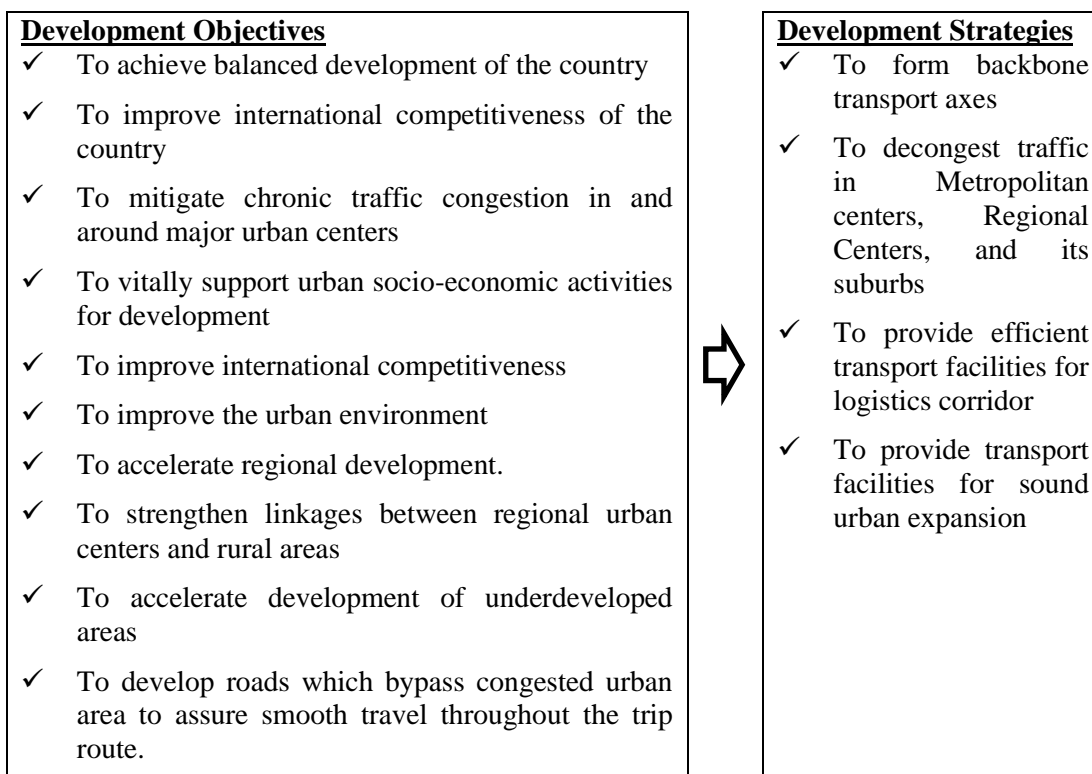 Development Objectives
✓ To achieve balanced development of the country
✓ To improve international competitiveness of the
country
✓ To mitigate chronic traffic congestion in and
around major urban centers
✓ To vitally support urban socio-economic activities
for development
✓ To improve international competitiveness
✓ To improve the urban environment
✓ To accelerate regional development.
✓ To strengthen linkages between regional urban
centers and rural areas
✓ To accelerate development of underdeveloped
areas
✓ To develop roads which bypass congested urban
area to assure smooth travel throughout the trip
route.
Development Strategies
✓ To form backbone
transport axes
✓ To decongest traffic
in Metropolitan
centers, Regional
Centers, and its
suburbs
✓ To provide efficient
transport facilities for
logistics corridor
✓ To provide transport
facilities for sound
urban expansion